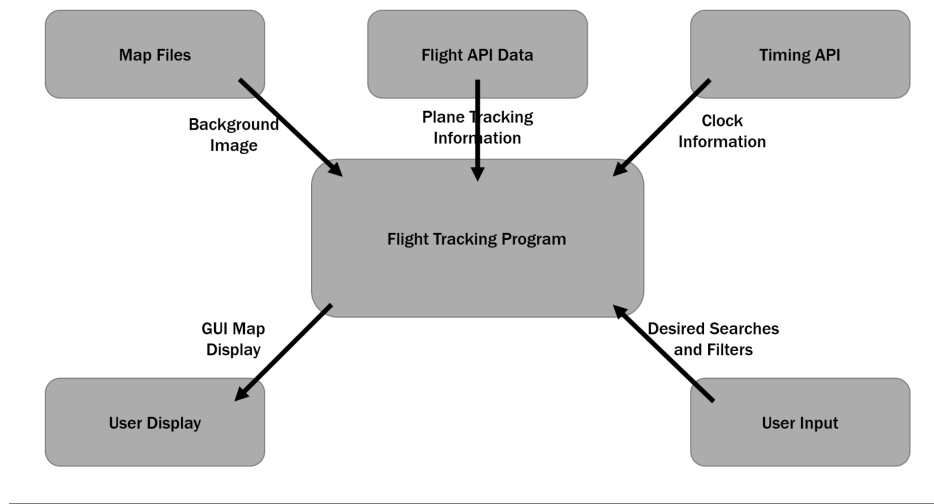 Map Files
Flight API Data
Timing API
Background
Image
Plane Tracking
Information
Clock
Information
Flight Tracking Program
GUI Map
Display
Desired Searches
and Filters
User Display
User Input